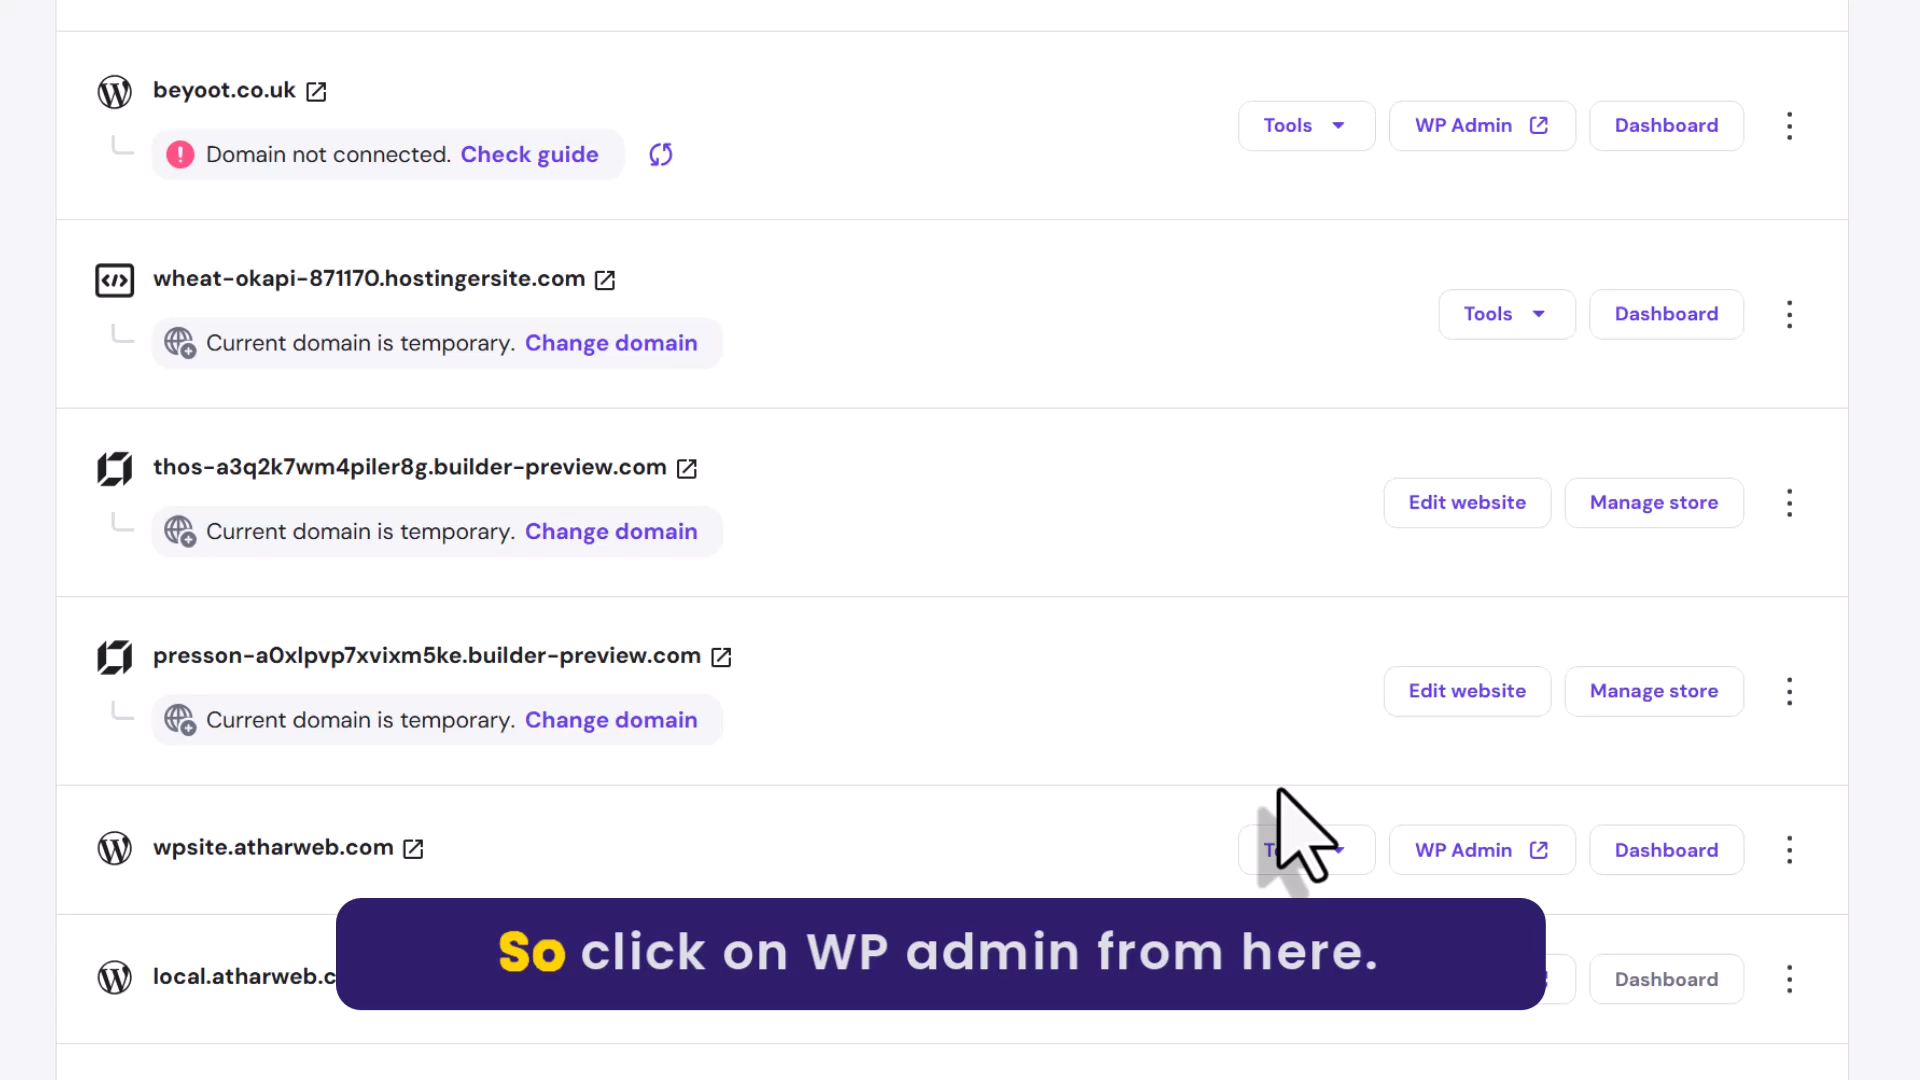 beyoot.co.uk
Tools
WP Admin
Dashboard
Domain not connected. Check guide
wheat-okapi-871170.hostingersite.com
Tools
Dashboard
Current domain is temporary. Change domain
thos-a3q2k7wm4piler8g.builder-preview.com
Edit website
Manage store
Current domain is temporary. Change domain
presson-a0xlpvp7xvixm5ke.builder-preview.com
Edit website
Manage store
Current domain is temporary. Change domain
wpsite.atharweb.com
WP Admin
Dashboard
local.atharweb.c
Dashboard
So click on WP admin from here.